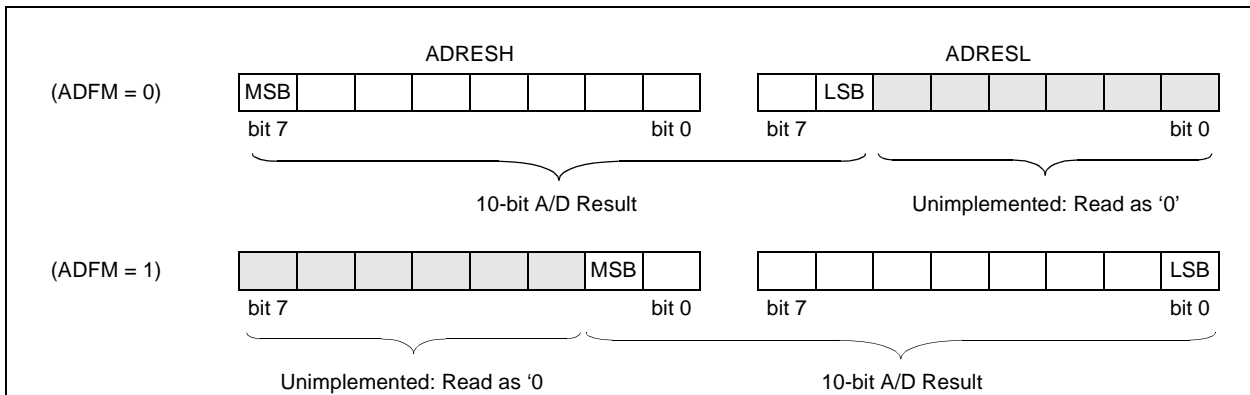 ADRESH ADRESL
(ADFM = 0) MSB LSB
bit 7 bit 0 bit 7 bit 0
10-bit A/D Result Unimplemented: Read as ‘0’
(ADFM = 1) MSB LSB
bit 7 bit 0 bit 7 bit 0
Unimplemented: Read as ‘0 10-bit A/D Result